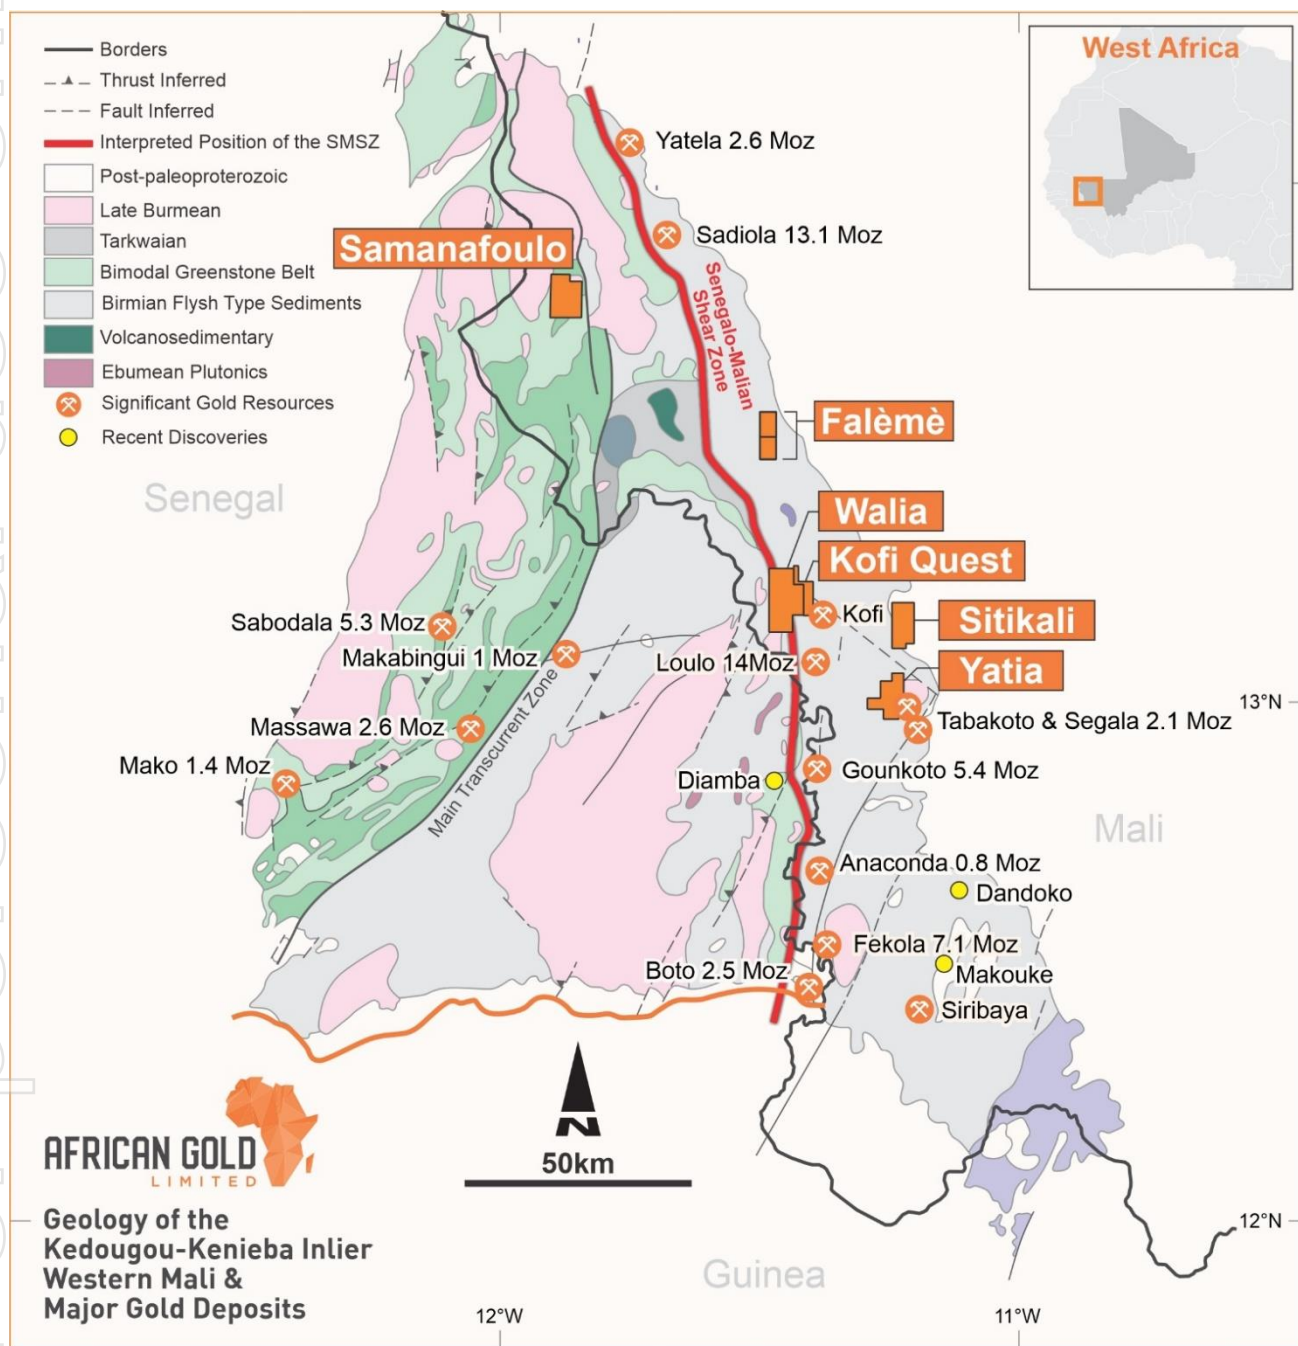 Borders
Thrust Inferred
Fault Inferred
Interpreted Position of the SMSZ
Post-paleoproterozoic
Late Burmean
Tarkwaian
Bimodal Greenstone Belt
Birmian Flysh Type Sediments
Volcanosedimentary
Ebumean Plutonics
Significant Gold Resources
Recent Discoveries
West Africa
Yatela 2.6 Moz
Sadiola 13.1 Moz
Samanafoulo
Senegalo-Malian
Shear Zone
Falèmè
Senegal
Walia
Kofi Quest
Kofi
Sitikali
Sabodala 5.3 Moz
Makabingui 1 Moz
Loulo 14Moz
Yatia
13°N
Massawa 2.6 Moz
Tabakoto & Segala 2.1 Moz
Mako 1.4 Moz
Main Transcurrent Zone
Diamba
Gounkoto 5.4 Moz
Mali
Anaconda 0.8 Moz
Dandoko
Fekola 7.1 Moz
Boto 2.5 Moz
Makouke
Siribaya
N
50km
AFRICAN GOLD
LIMITED
Geology of the
Kedougou-Kenieba Inlier
Western Mali &
Major Gold Deposits
12°N
Guinea
12°W
11°W